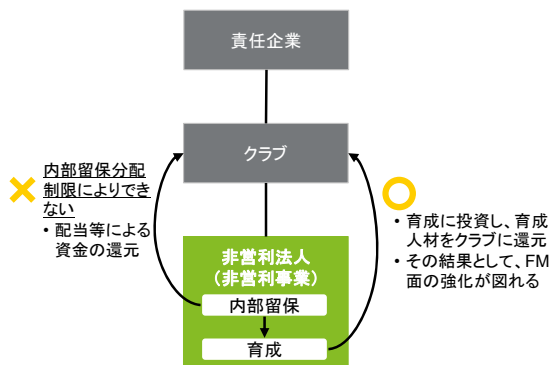 責任企業
クラブ
内部留保分配
制限によりでき
ない
• 配当等による
資金の還元
• 育成に投資し、育成
人材をクラブに還元
• その結果として、FM
面の強化が図れる
非営利法人
（非営利事業）
内部留保
育成